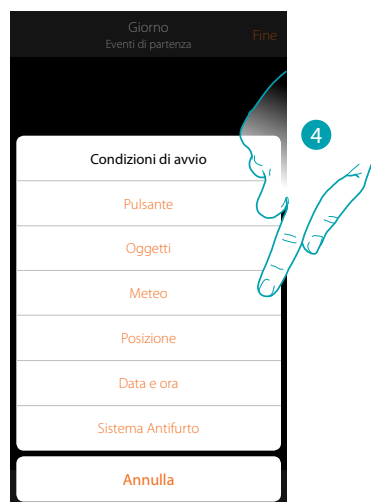 Giorno
Eventi di partenza
Fine
4
Condizioni di avvio
Pulsante
Oggetti
Meteo
Posizione
Data e ora
Sistema Antifurto
Annulla